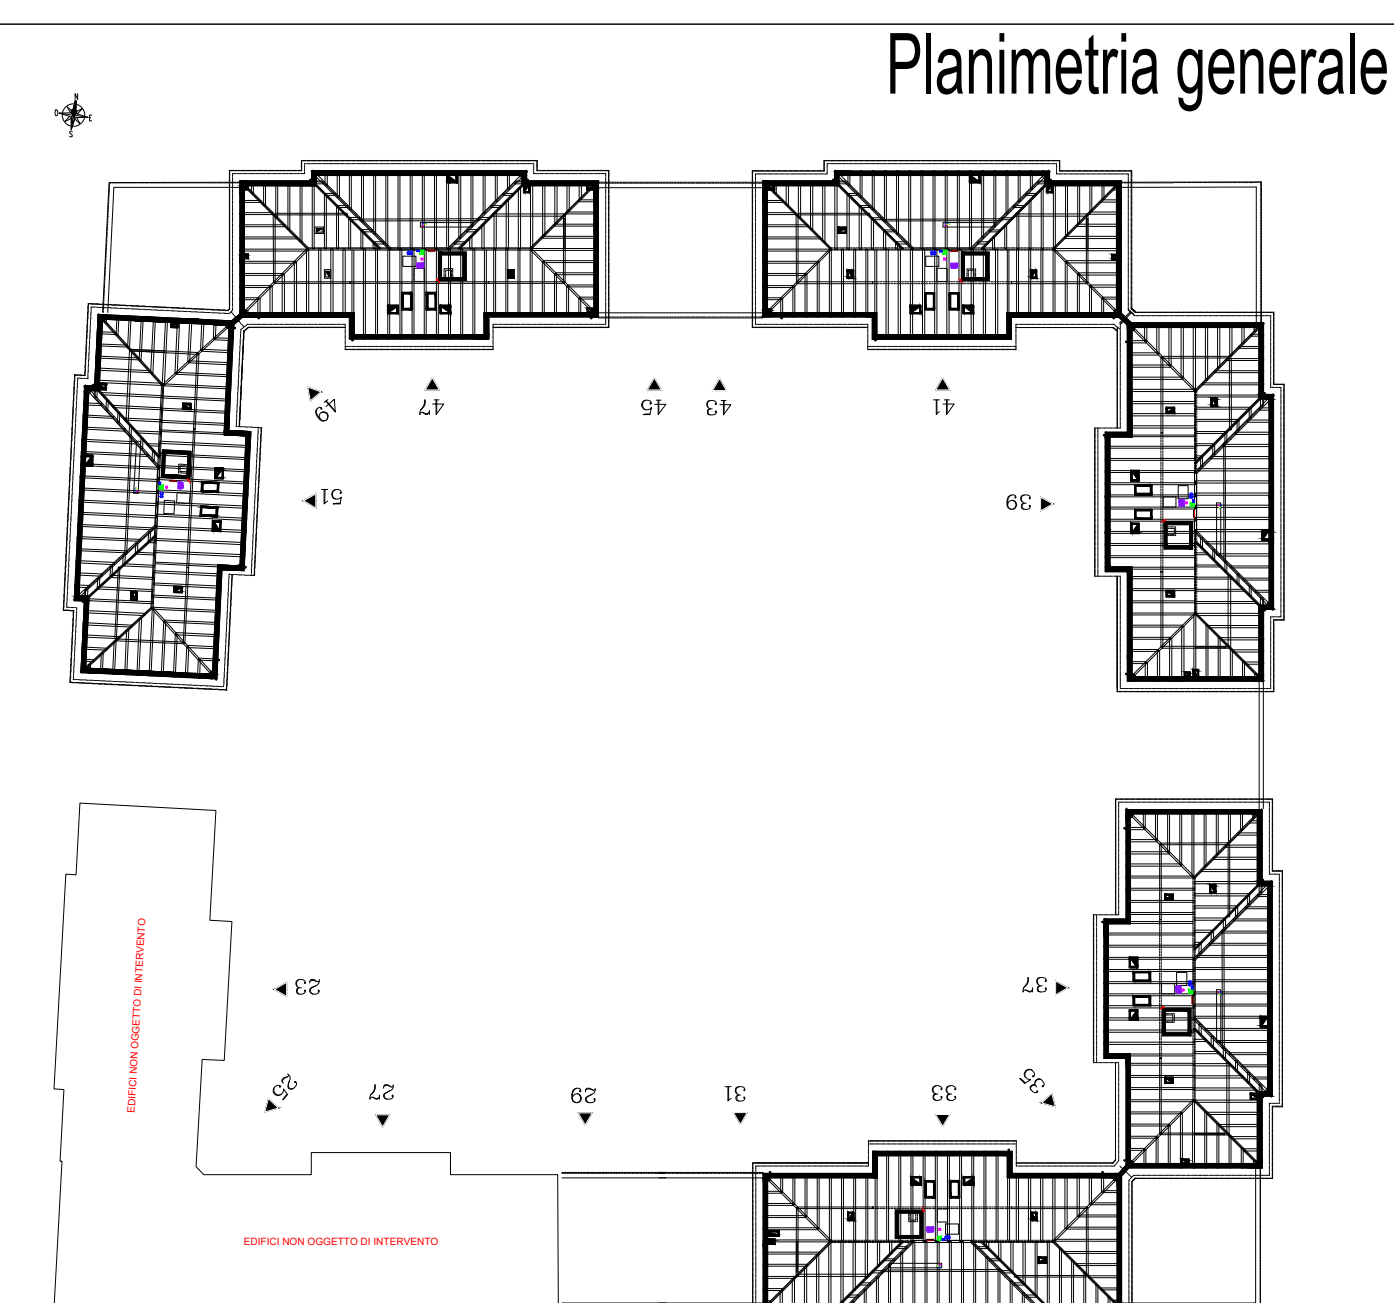 Planimetria generale
N
O
E
S
49
47
45
43
41
51
39
23
37
25
27
29
31
33
35
EDIFICI NON OGGETTO DI INTERVENTO
EDIFICI NON OGGETTO DI INTERVENTO